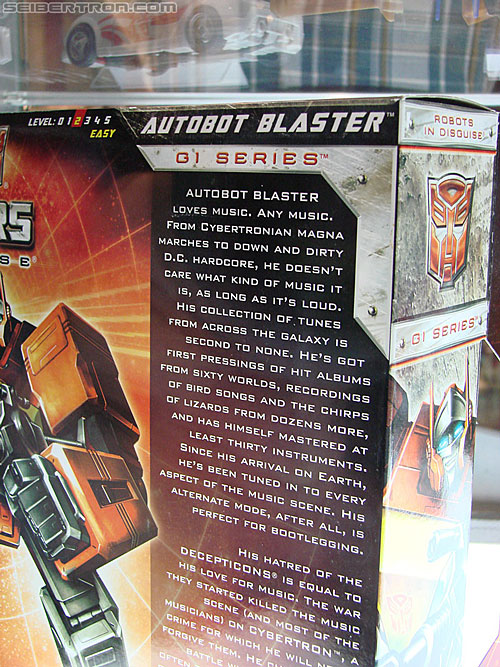 SEIBERTRON.COM
LEVEL: 0 1 2 3 4 5
EASY
AUTOBOT BLASTER™
G1 SERIES™
AUTOBOT BLASTER
LOVES MUSIC. ANY MUSIC.
FROM CYBERTRONIAN MAGNA
MARCHES TO DOWN AND DIRTY
D.C. HARDCORE, HE DOESN'T
CARE WHAT KIND OF MUSIC IT
IS, AS LONG AS IT'S LOUD.
HIS COLLECTION OF TUNES
FROM ACROSS THE GALAXY IS
SECOND TO NONE. HE'S GOT
FIRST PRESSINGS OF HIT ALBUMS
FROM SIXTY WORLDS, RECORDINGS
OF BIRD SONGS AND THE CHIRPS
OF LIZARDS FROM DOZENS MORE,
AND HAS HIMSELF MASTERED AT
LEAST THIRTY INSTRUMENTS.
SINCE HIS ARRIVAL ON EARTH,
HE'S BEEN TUNED IN TO EVERY
ASPECT OF THE MUSIC SCENE. HIS
ALTERNATE MODE, AFTER ALL, IS
PERFECT FOR BOOTLEGGING.
HIS HATRED OF THE
DECEPTICONS® IS EQUAL TO
HIS LOVE FOR MUSIC. THE WAR
THEY STARTED KILLED THE MUSIC
SCENE (AND MOST OF THE
MUSICIANS) ON CYBERTRON™, A
CRIME FOR WHICH HE WILL
FORGIVE THEM. HE
OFTEN
BATTLE
ROBOTS
IN DISGUISE
G1 SERIES™